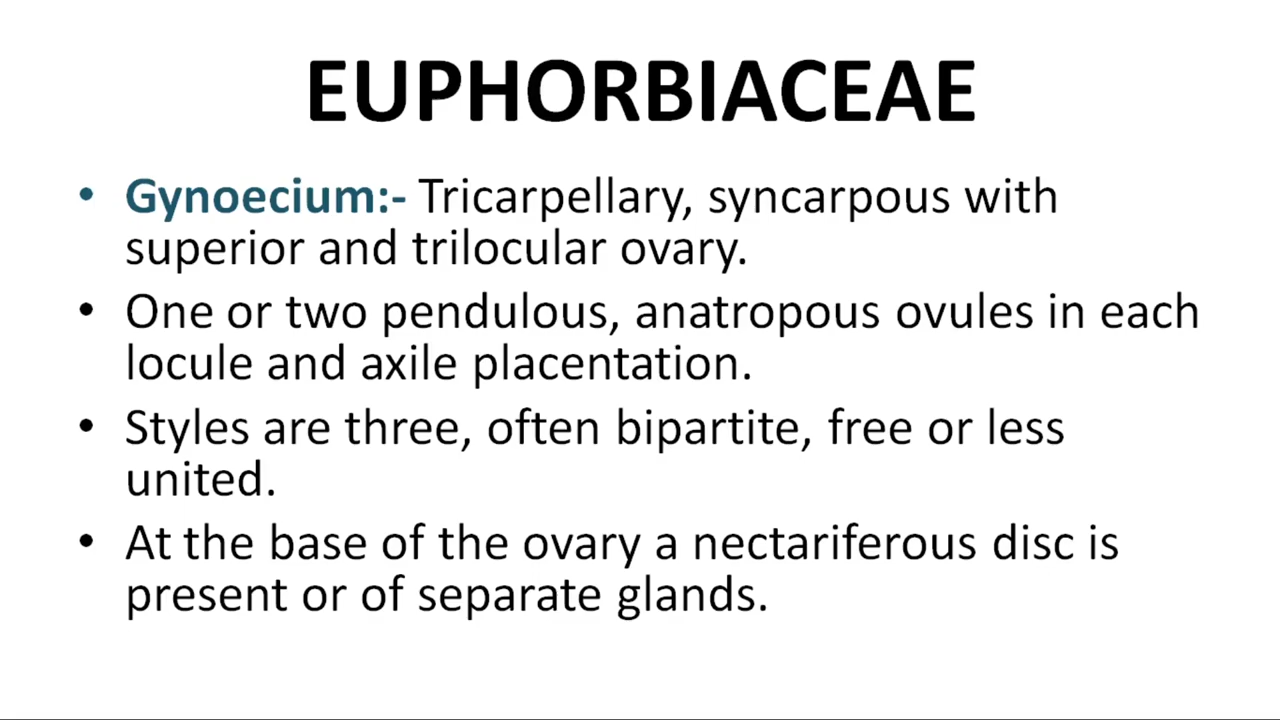 EUPHORBIACEAE
• Gynoecium:- Tricarpellary, syncarpous with
superior and trilocular ovary.
• One or two pendulous, anatropous ovules in each
locule and axile placentation.
• Styles are three, often bipartite, free or less
united.
• At the base of the ovary a nectariferous disc is
present or of separate glands.